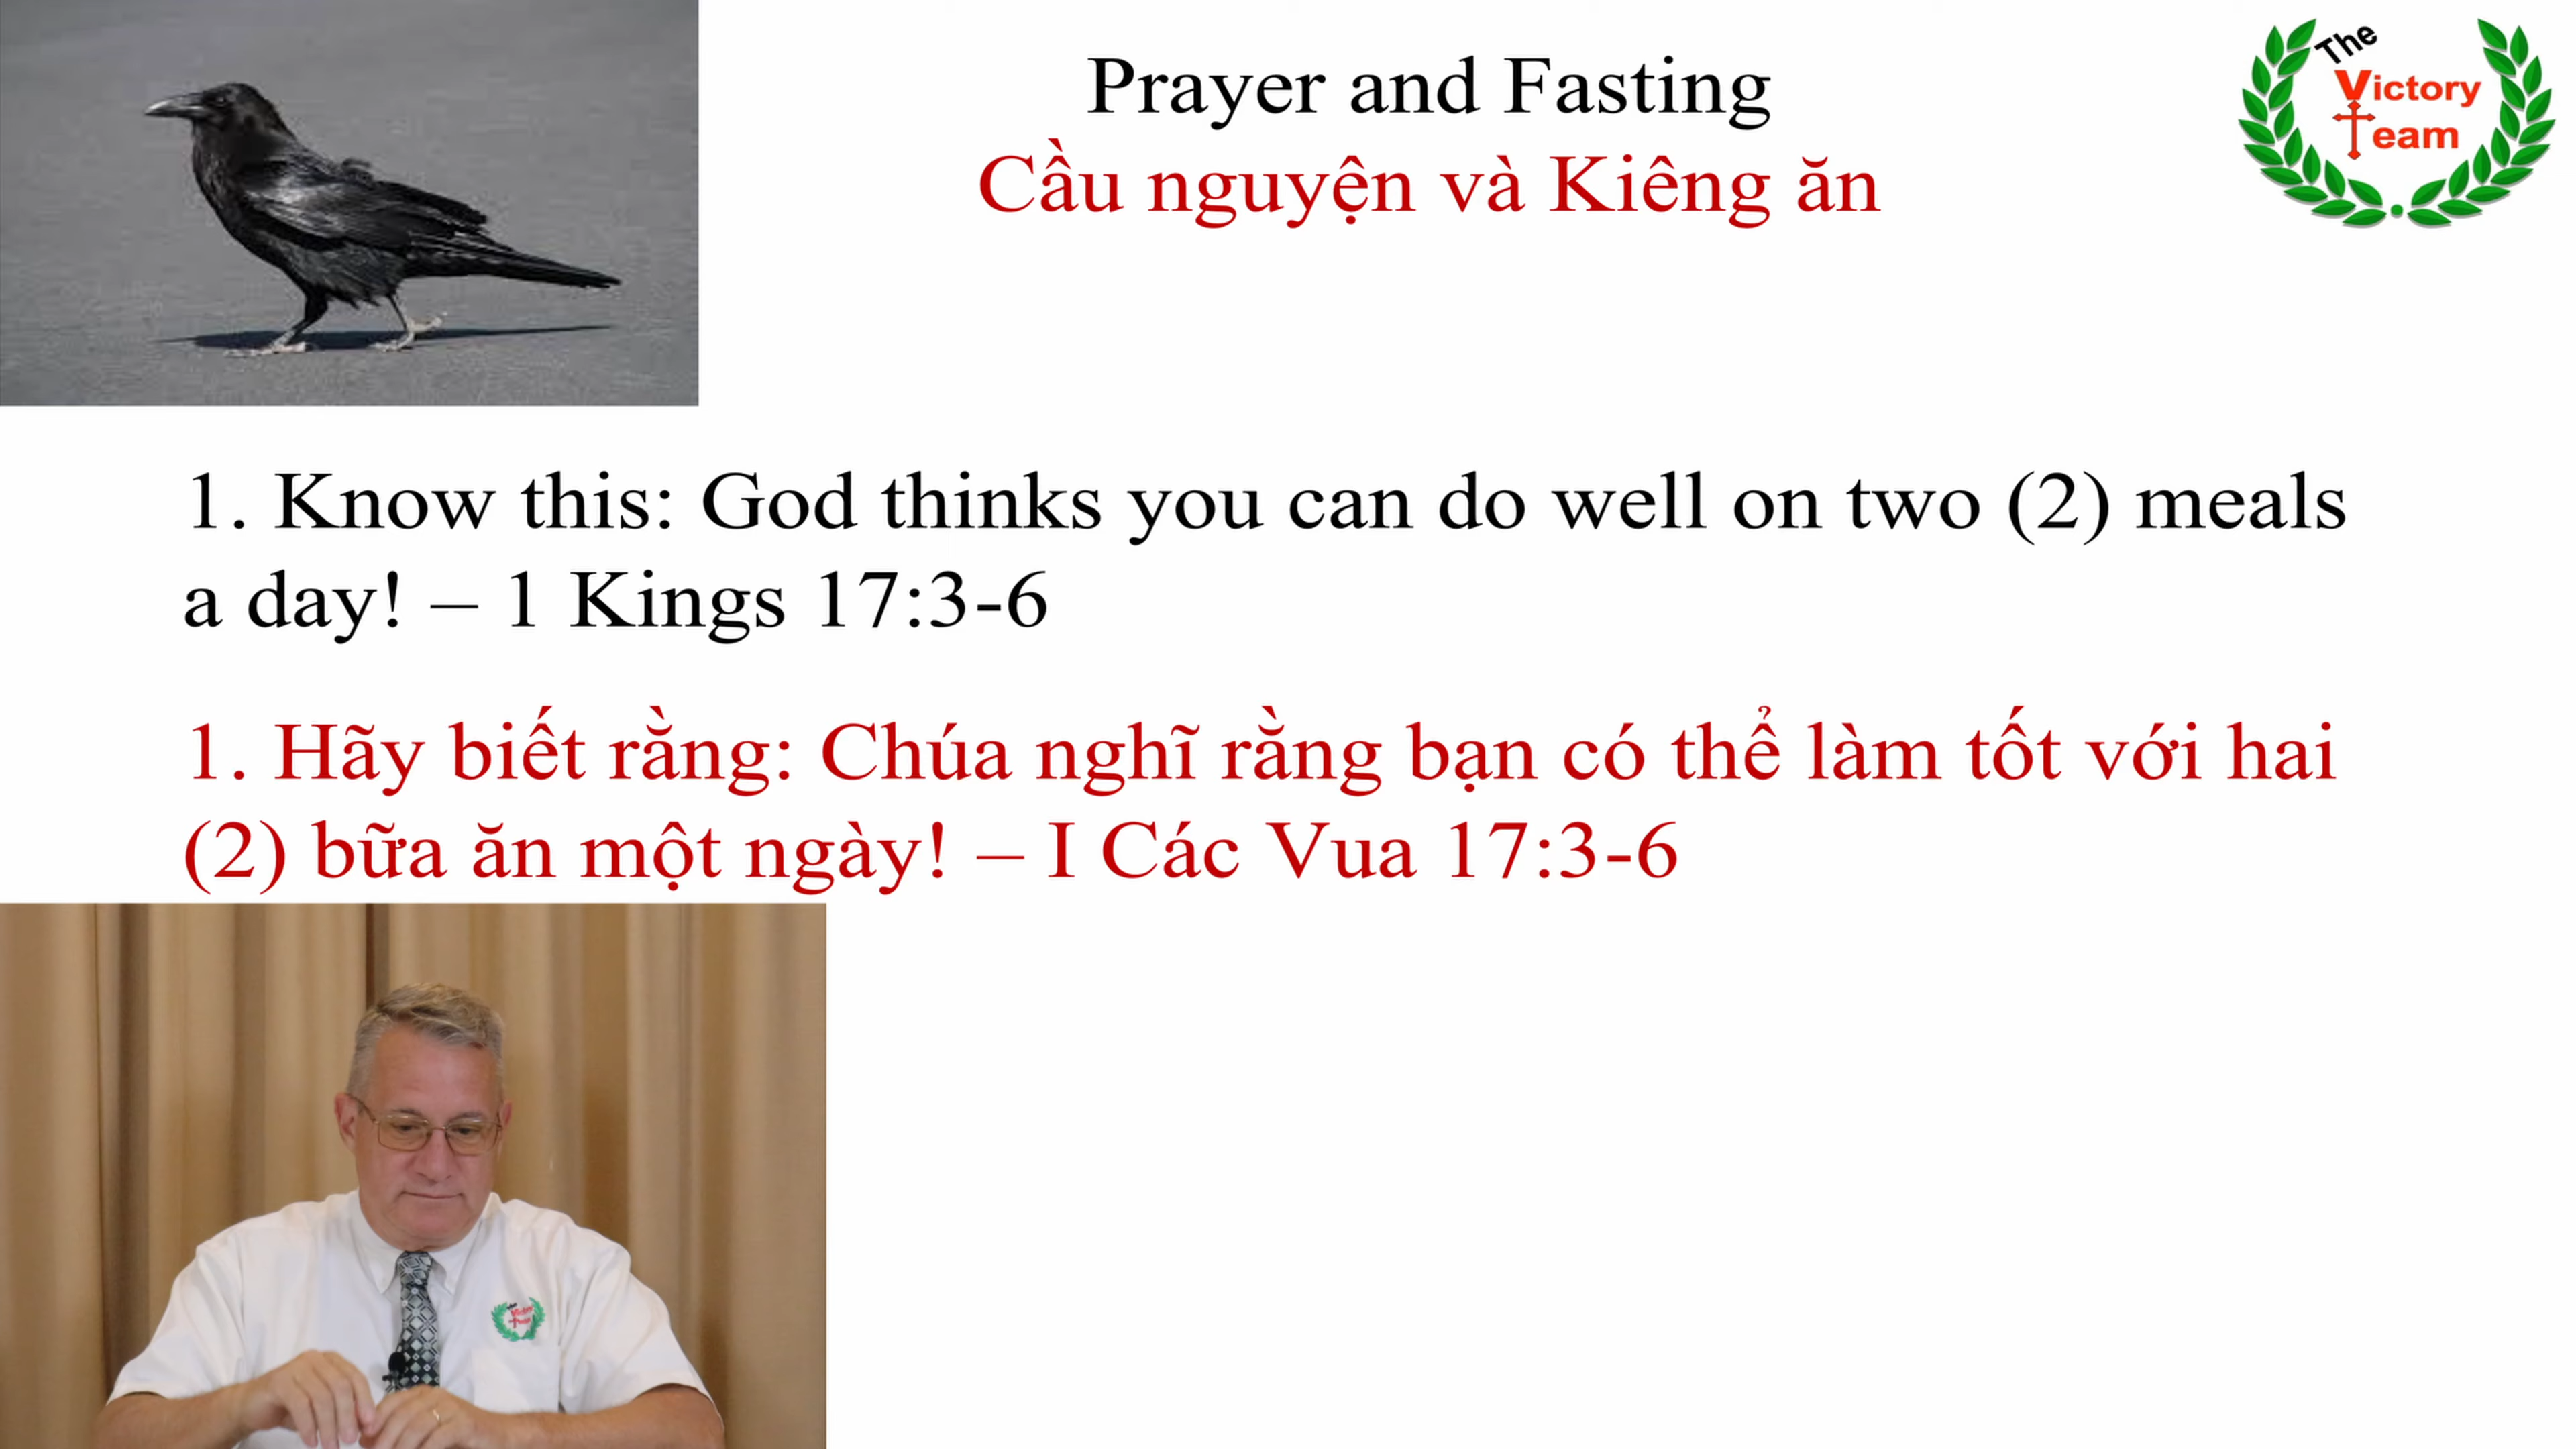 Prayer and Fasting
Cầu nguyện và Kiêng ăn
The
Victory
Team
1. Know this: God thinks you can do well on two (2) meals
a day! – 1 Kings 17:3-6
1. Hãy biết rằng: Chúa nghĩ rằng bạn có thể làm tốt với hai
(2) bữa ăn một ngày! – I Các Vua 17:3-6
Victory
Team